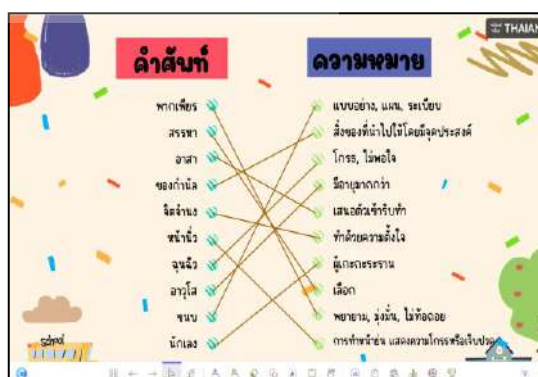 THAIAN
คำศัพท์
ความหมาย
พากเพียร
แบบอย่าง, แผน, ระเบียบ
สรรหา
สิ่งของที่นำไปให้โดยมีจุดประสงค์
อาสา
โกรธ, ไม่พอใจ
ของกำนัล
มีอายุมากกว่า
จิตจำนง
เสนอตัวเข้ารับทำ
หน้านิ่ว
ทำด้วยความตั้งใจ
ฉุนฉิว
ผู้เกะกะระราน
อาวุโส
เลือก
ขนบ
พยายาม, มุ่งมั่น, ไม่ท้อถอย
นักเลง
การทำหน้าย่น แสดงความโกรธหรือเจ็บปวด
School